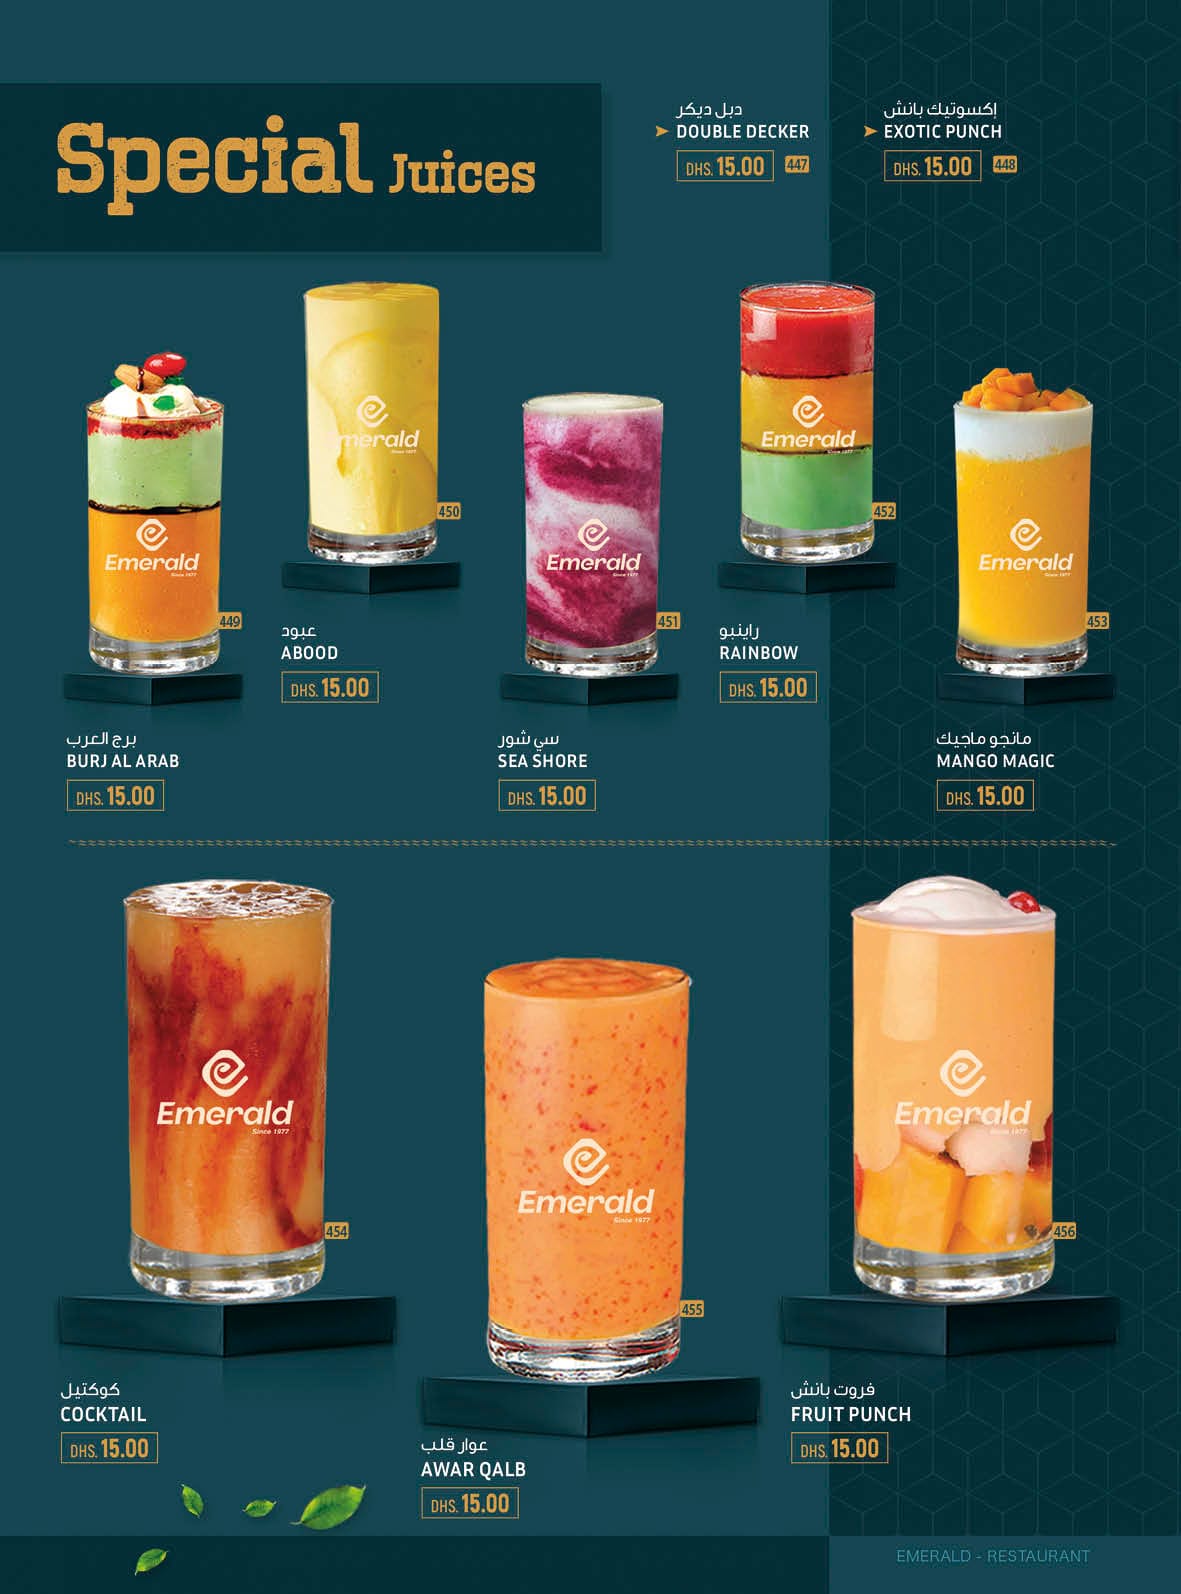 Special Juices
دبل ديكر
DOUBLE DECKER
DHS. 15.00 447
إكسوتيك بانش
EXOTIC PUNCH
DHS. 15.00 448
Emerald
Since 1977
449
برج العرب
BURJ AL ARAB
DHS. 15.00
merald
Since 1977
450
عبود
ABOOD
DHS. 15.00
Emerald
Since 1977
451
سي شور
SEA SHORE
DHS. 15.00
Emerald
Since 1977
452
راينبو
RAINBOW
DHS. 15.00
Emerald
Since 1977
453
مانجو ماجيك
MANGO MAGIC
DHS. 15.00
Emerald
Since 1977
454
كوكتيل
COCKTAIL
DHS. 15.00
Emerald
Since 1977
455
عوار قلب
AWAR QALB
DHS. 15.00
Emerald
Since 1977
456
فروت بانش
FRUIT PUNCH
DHS. 15.00
EMERALD - RESTAURANT